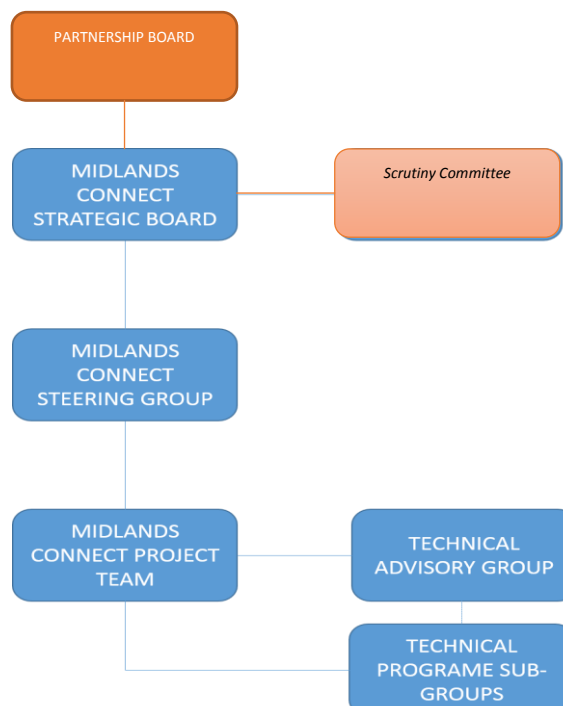 PARTNERSHIP BOARD
MIDLANDS
CONNECT
STRATEGIC BOARD
Scrutiny Committee
MIDLANDS
CONNECT
STEERING GROUP
MIDLANDS
CONNECT PROJECT
TEAM
TECHNICAL
ADVISORY GROUP
TECHNICAL
PROGRAME SUB-
GROUPS